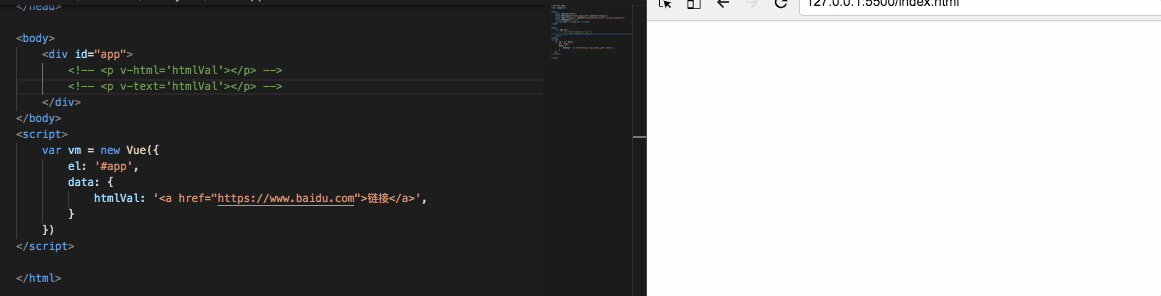 </head>
<body>
<div id="app">
<!-- <p v-html='htmlVal'></p> -->
<!-- <p v-text='htmlVal'></p> -->
</div>
</body>
<script>
var vm = new Vue({
el: '#app',
data: {
htmlVal: '<a href="https://www.baidu.com">链接</a>',
}
})
</script>
</html>
127.0.0.1:5500/index.html